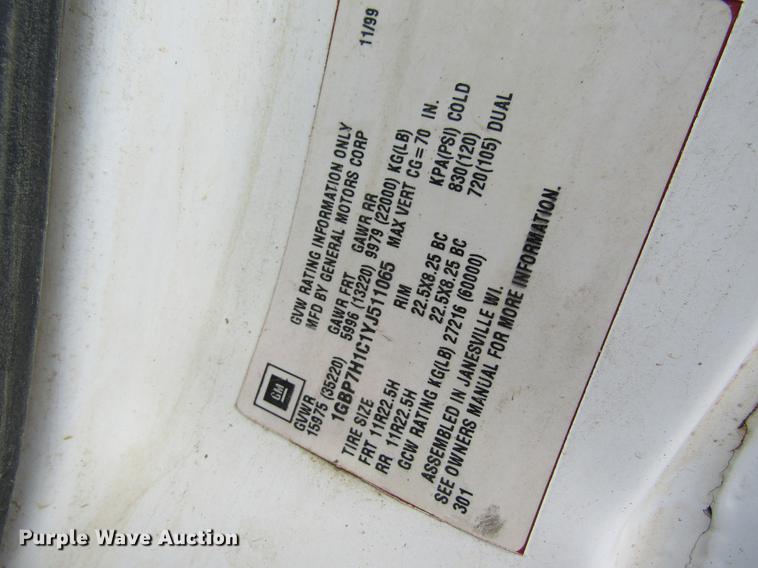 GM
GVW RATING INFORMATION ONLY 11/99
MFD BY GENERAL MOTORS CORP
GVWR GAWR FRT GAWR RR
15975 (35220) 5996 (13220) 9979 (22000) KG(LB)
1GBP7H1C1YJ511065 MAX VERT CG=70 IN.
TIRE SIZE RIM KPA(PSI) COLD
FRT 11R22.5H 22.5X8.25 BC 830(120)
RR 11R22.5H 22.5X8.25 BC 720(105) DUAL
GCW RATING KG(LB) 27216 (60000)
ASSEMBLED IN JANESVILLE WI.
SEE OWNERS MANUAL FOR MORE INFORMATION.
301
Purple Wave Auction